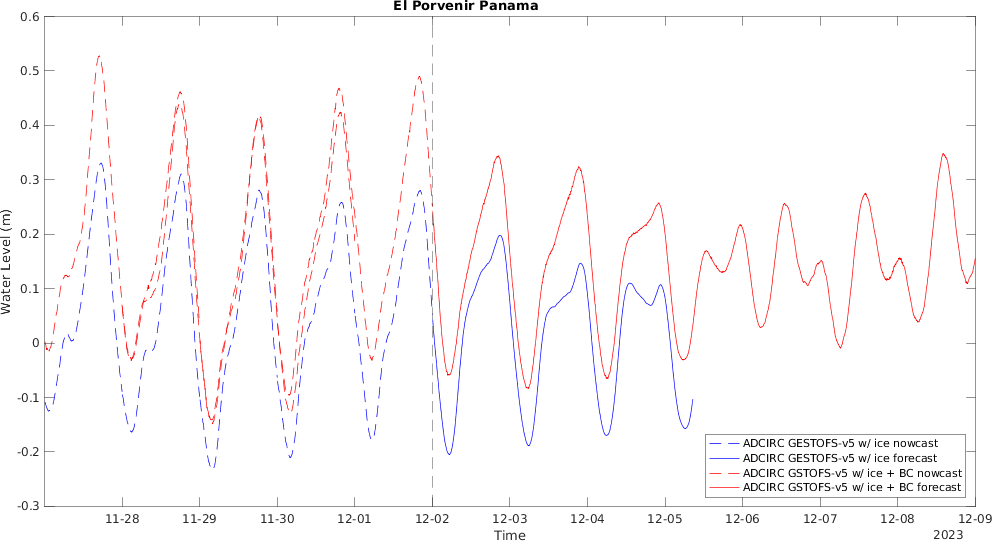 El Porvenir Panama
0.6
0.5
0.4
0.3
0.2
0.1
0
-0.1
-0.2
-0.3
Water Level (m)
ADCIRC GESTOFS-v5 w/ ice nowcast
ADCIRC GESTOFS-v5 w/ ice forecast
ADCIRC GSTOFS-v5 w/ ice + BC nowcast
ADCIRC GSTOFS-v5 w/ ice + BC forecast
11-28 11-29 11-30 12-01 12-02 12-03 12-04 12-05 12-06 12-07 12-08 12-09
Time
2023